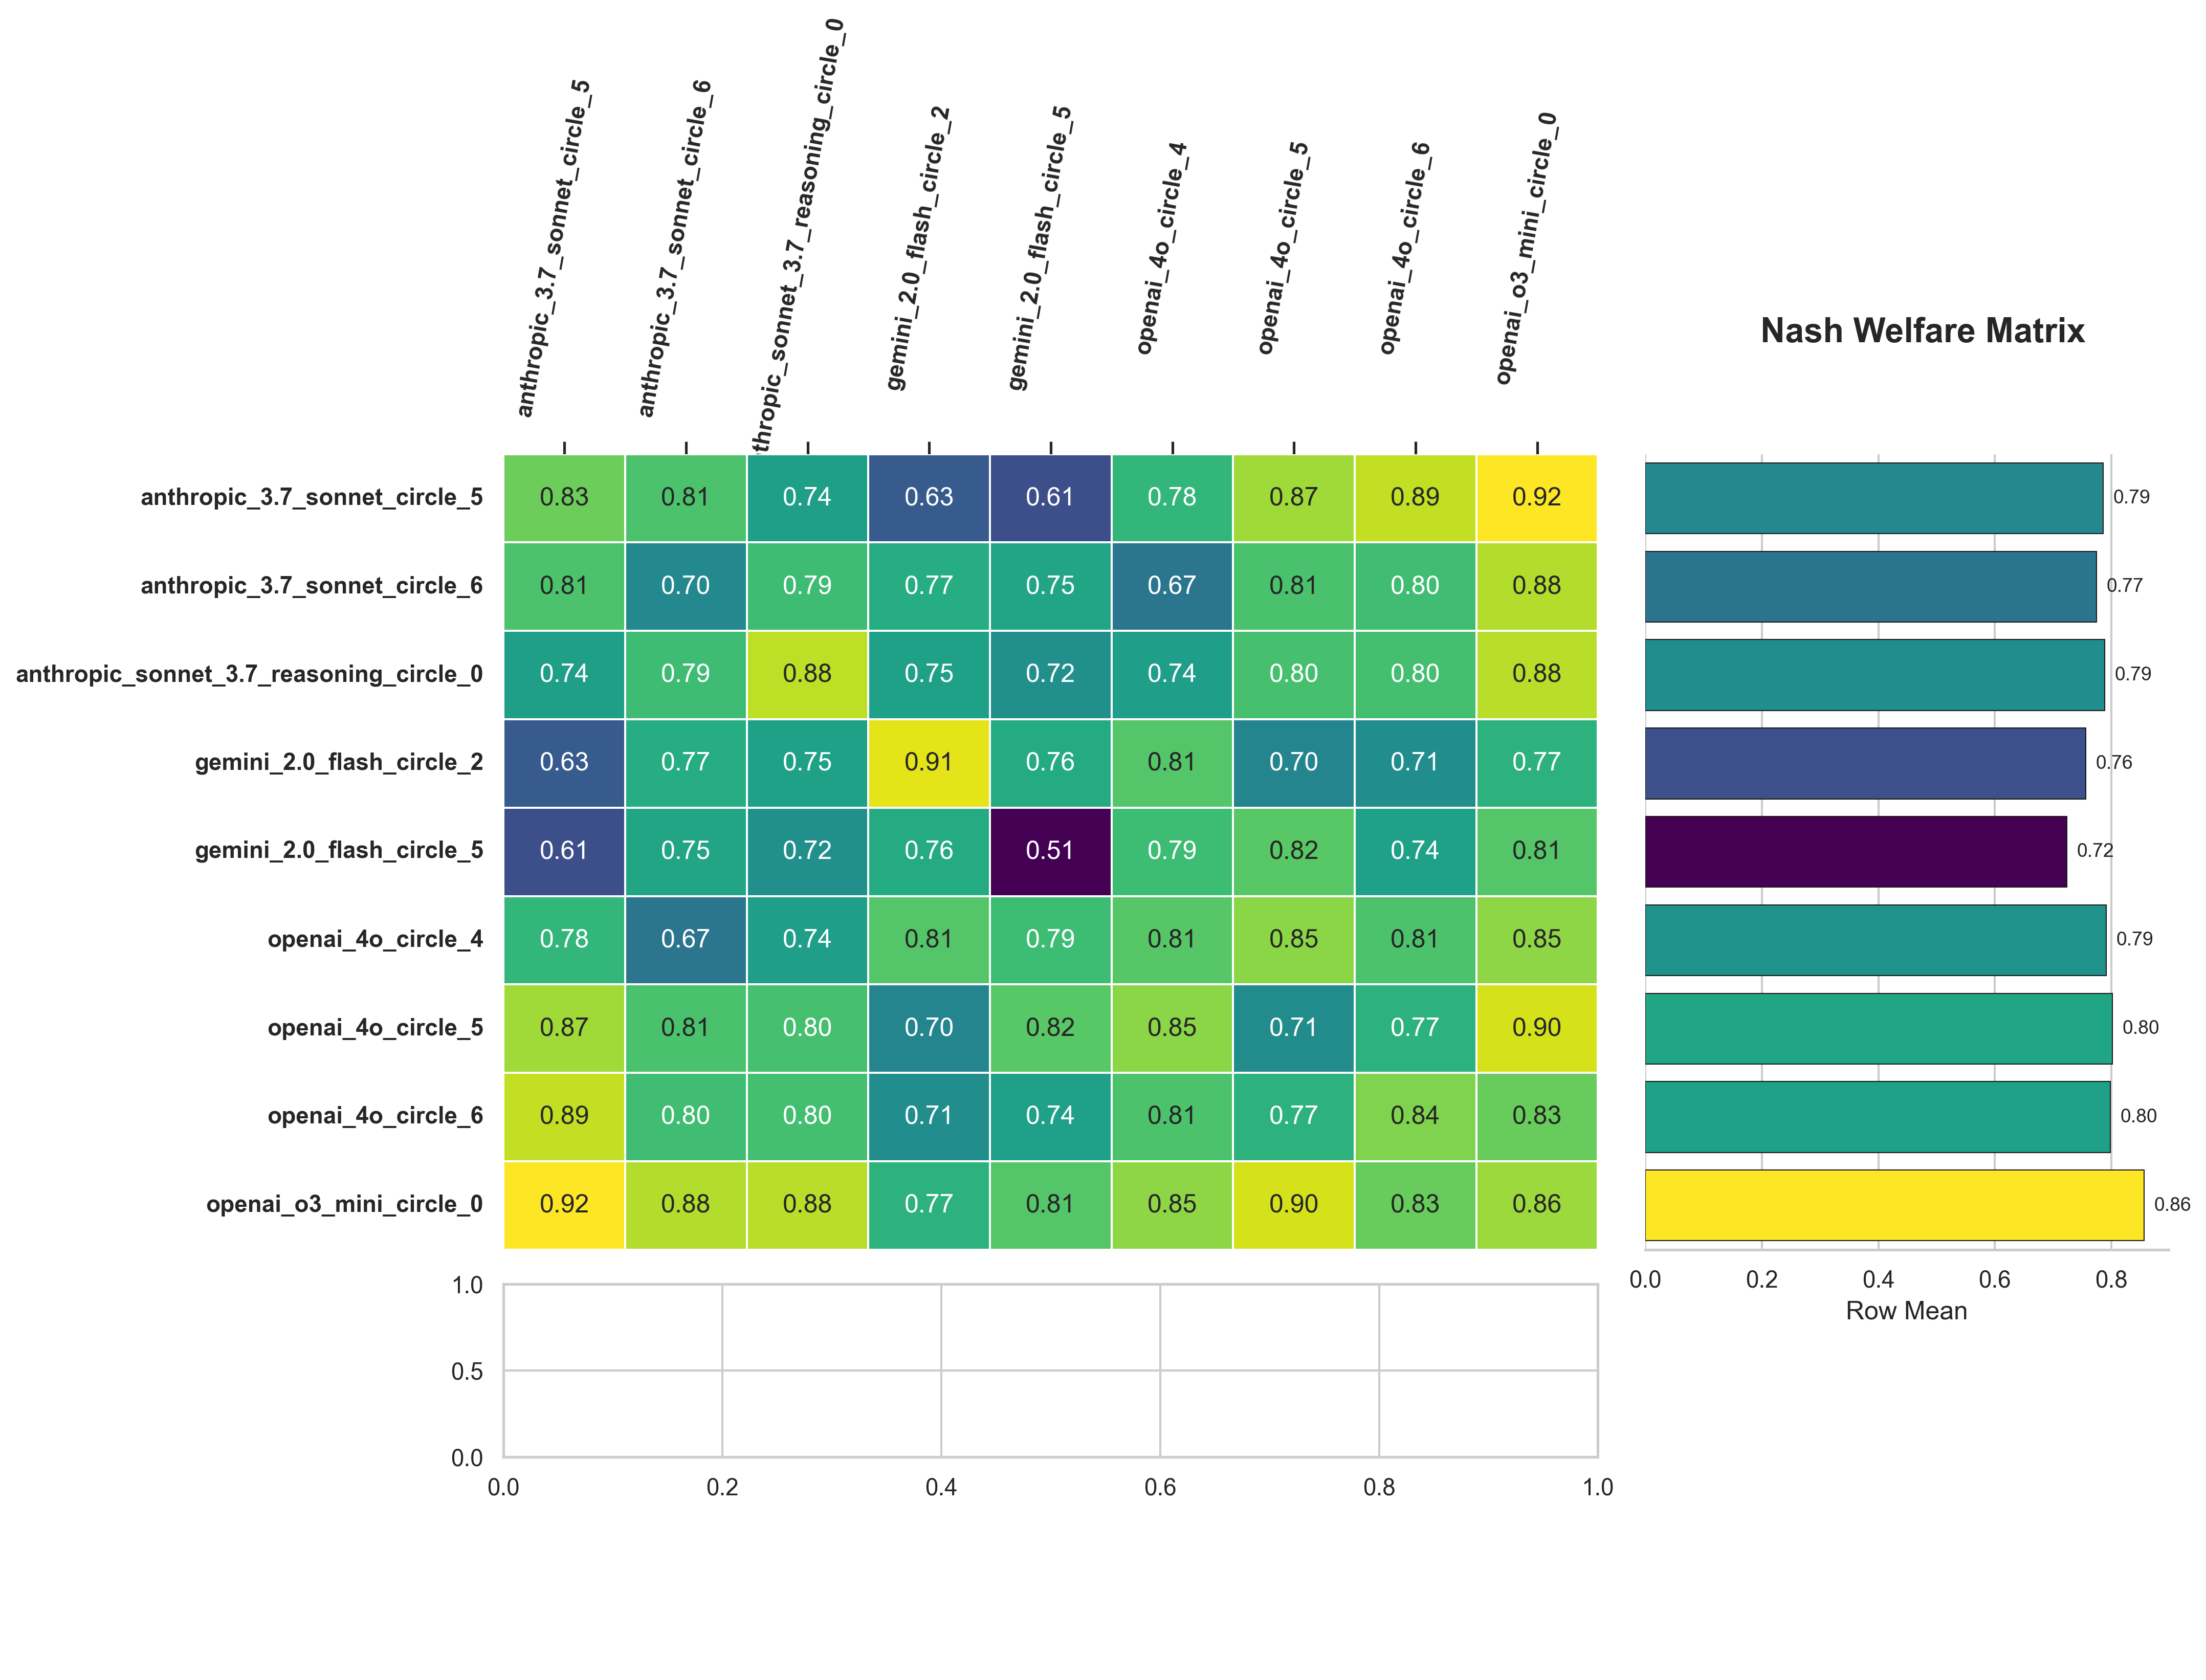 anthropic_3.7_sonnet_circle_5
anthropic_3.7_sonnet_circle_6
thropic_sonnet_3.7_reasoning_circle_0
gemini_2.0_flash_circle_2
gemini_2.0_flash_circle_5
openai_4o_circle_4
openai_4o_circle_5
openai_4o_circle_6
openai_o3_mini_circle_0
Nash Welfare Matrix
anthropic_3.7_sonnet_circle_5 0.83 0.81 0.74 0.63 0.61 0.78 0.87 0.89 0.92 0.79
anthropic_3.7_sonnet_circle_6 0.81 0.70 0.79 0.77 0.75 0.67 0.81 0.80 0.88 0.77
anthropic_sonnet_3.7_reasoning_circle_0 0.74 0.79 0.88 0.75 0.72 0.74 0.80 0.80 0.88 0.79
gemini_2.0_flash_circle_2 0.63 0.77 0.75 0.91 0.76 0.81 0.70 0.71 0.77 0.76
gemini_2.0_flash_circle_5 0.61 0.75 0.72 0.76 0.51 0.79 0.82 0.74 0.81 0.72
openai_4o_circle_4 0.78 0.67 0.74 0.81 0.79 0.81 0.85 0.81 0.85 0.79
openai_4o_circle_5 0.87 0.81 0.80 0.70 0.82 0.85 0.71 0.77 0.90 0.80
openai_4o_circle_6 0.89 0.80 0.80 0.71 0.74 0.81 0.77 0.84 0.83 0.80
openai_o3_mini_circle_0 0.92 0.88 0.88 0.77 0.81 0.85 0.90 0.83 0.86 0.86
0.0 0.2 0.4 0.6 0.8
Row Mean
1.0
0.5
0.0
0.0 0.2 0.4 0.6 0.8 1.0